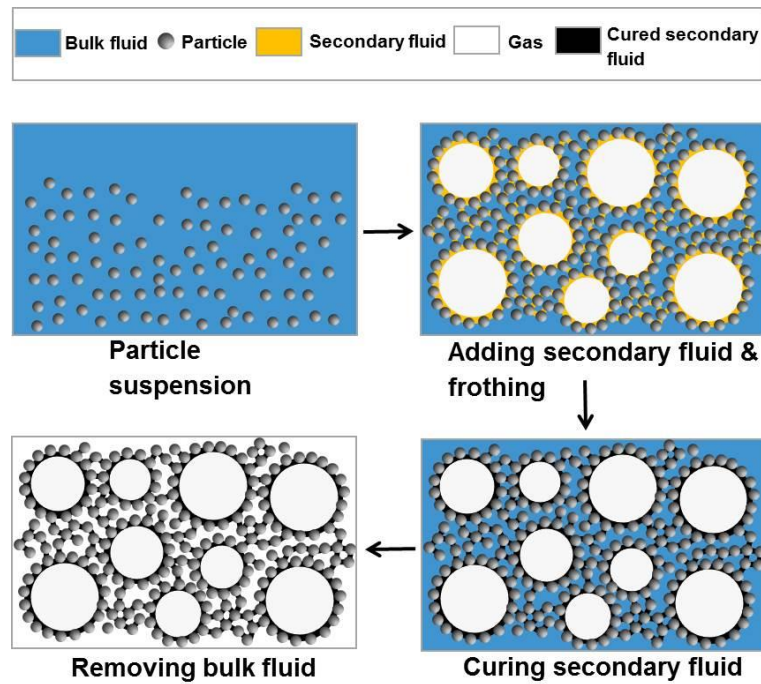 Bulk fluid Particle Secondary fluid Gas Cured secondary
fluid
Particle
suspension
Adding secondary fluid &
frothing
Removing bulk fluid
Curing secondary fluid